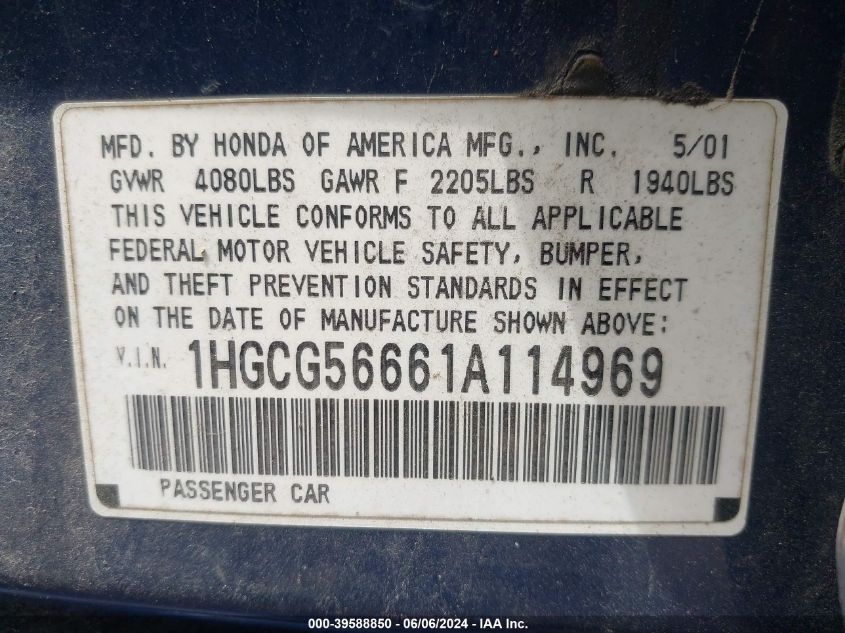 MFD. BY HONDA OF AMERICA MFG., INC. 5/01
GVWR 4080LBS GAWR F 2205LBS R 1940LBS
THIS VEHICLE CONFORMS TO ALL APPLICABLE
FEDERAL MOTOR VEHICLE SAFETY, BUMPER,
AND THEFT PREVENTION STANDARDS IN EFFECT
ON THE DATE OF MANUFACTURE SHOWN ABOVE:
V.I.N. 1HGCG56661A114969
PASSENGER CAR
000-39588850 - 06/06/2024 - IAA Inc.